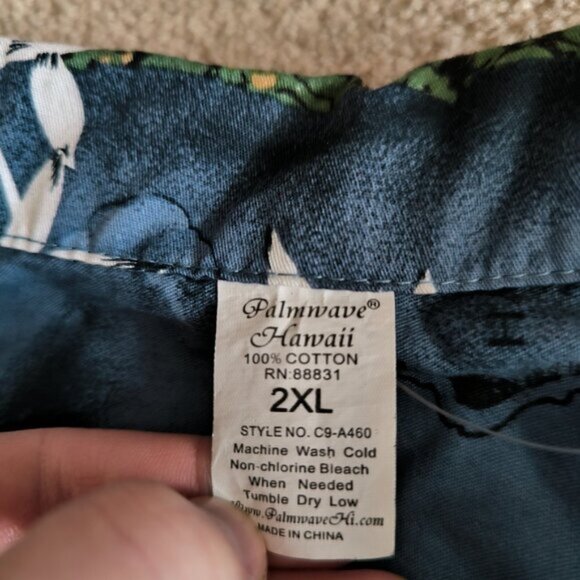 Palmwave®
Hawaii
100% COTTON
RN:88831
2XL
STYLE NO. C9-A460
Machine Wash Cold
Non-chlorine Bleach
When Needed
Tumble Dry Low
www.PalmwaveHi.com
MADE IN CHINA